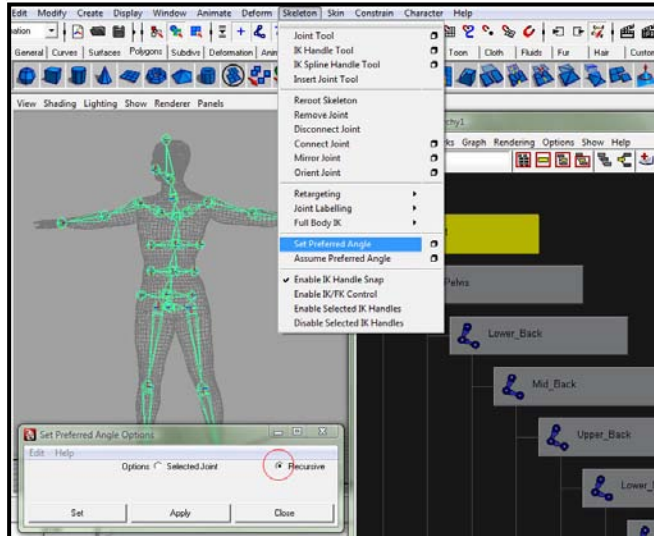 Edit Modify Create Display Window Animate Deform Skeleton Skin Constrain Character Help
General Curves Surfaces Polygons Subdivs Deformation Toon Cloth Fluids Fur Hair
View Shading Lighting Show Renderer Panels
Joint Tool
IK Handle Tool
IK Spline Handle Tool
Insert Joint Tool
Reroot Skeleton
Remove Joint
Disconnect Joint
Connect Joint
Mirror Joint
Orient Joint
Retargeting
Joint Labelling
Full Body IK
Set Preferred Angle
Assume Preferred Angle
Enable IK Handle Snap
Enable IK/FK Control
Enable Selected IK Handles
Disable Selected IK Handles
Graph Rendering Options Show Help
Pelvis
Lower_Back
Mid_Back
Upper_Back
Set Preferred Angle Options
Edit Help
Options Selected Joint Recursive
Set Apply Close